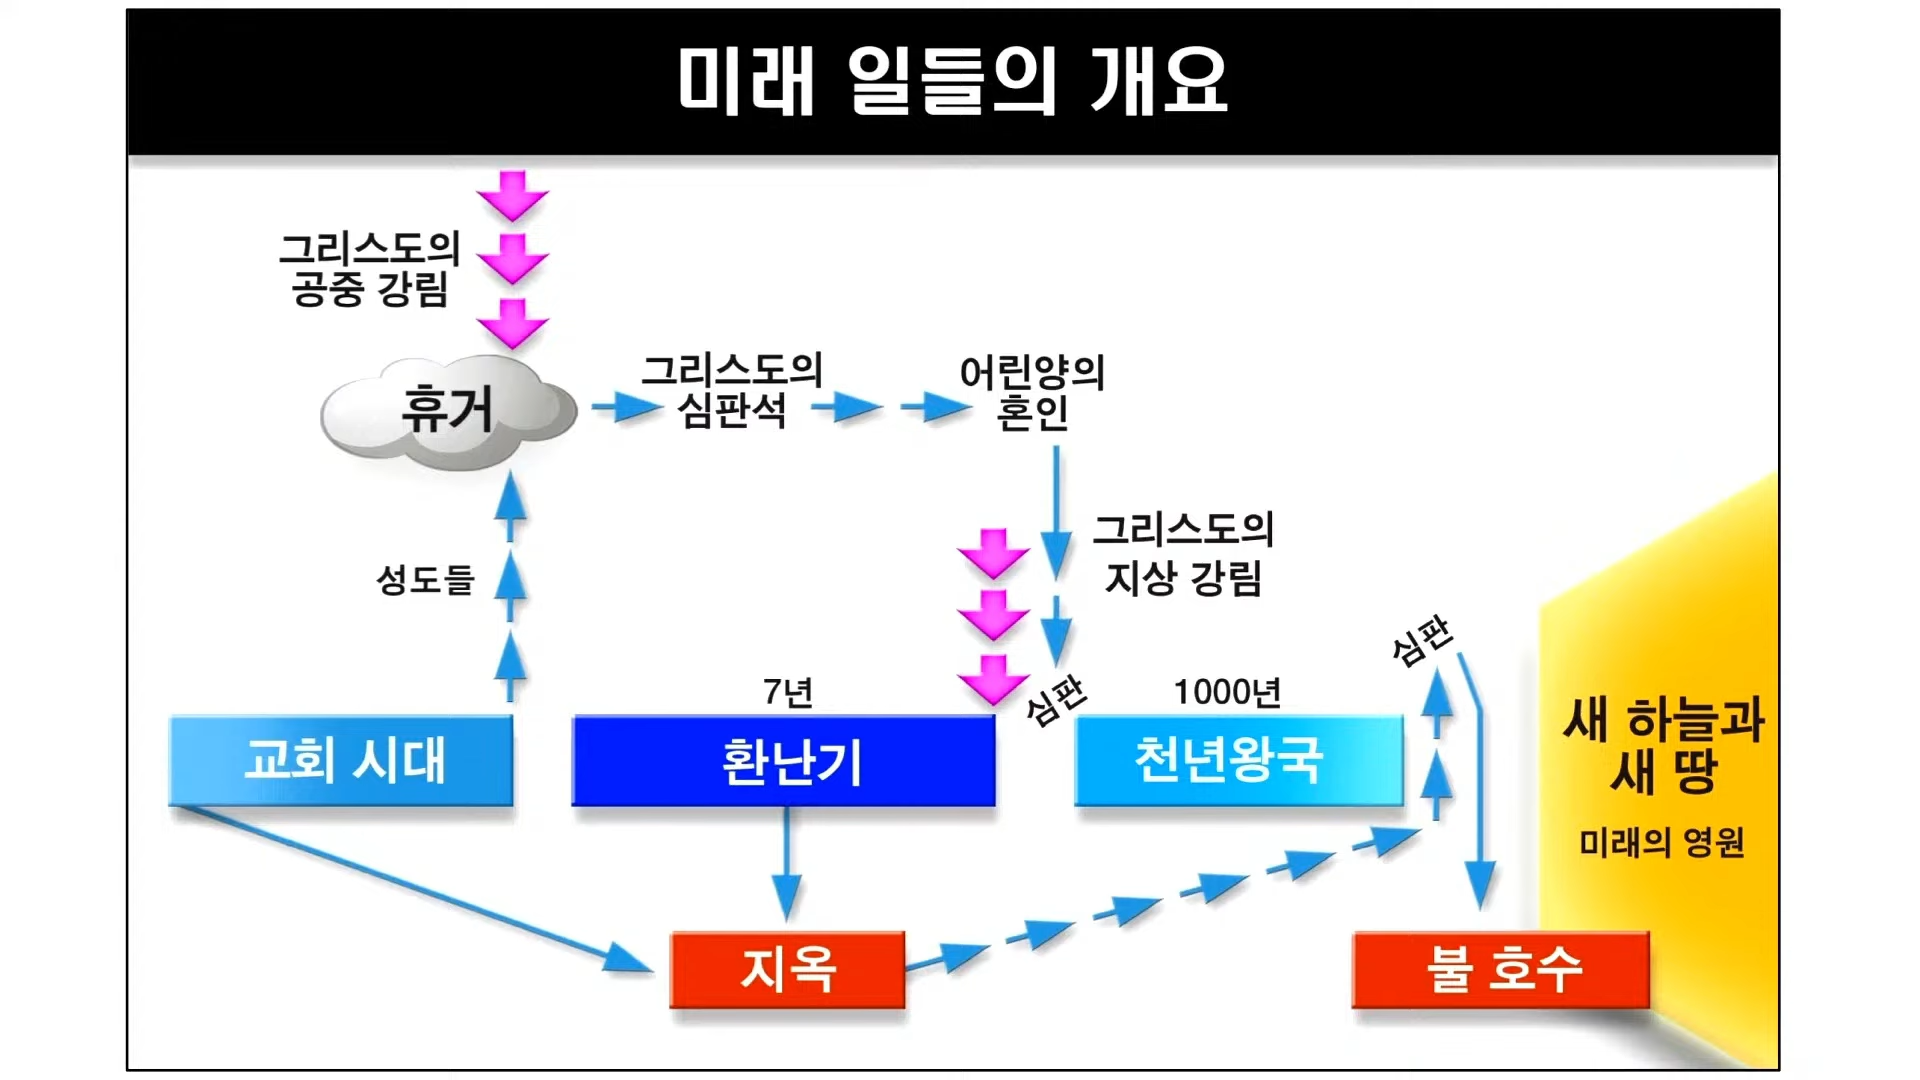 미래 일들의 개요
그리스도의
공중 강림
휴거
그리스도의
심판석
어린양의
혼인
성도들
그리스도의
지상 강림
심판
심판
7년
1000년
교회 시대
환난기
천년왕국
새 하늘과
새 땅
미래의 영원
지옥
불 호수